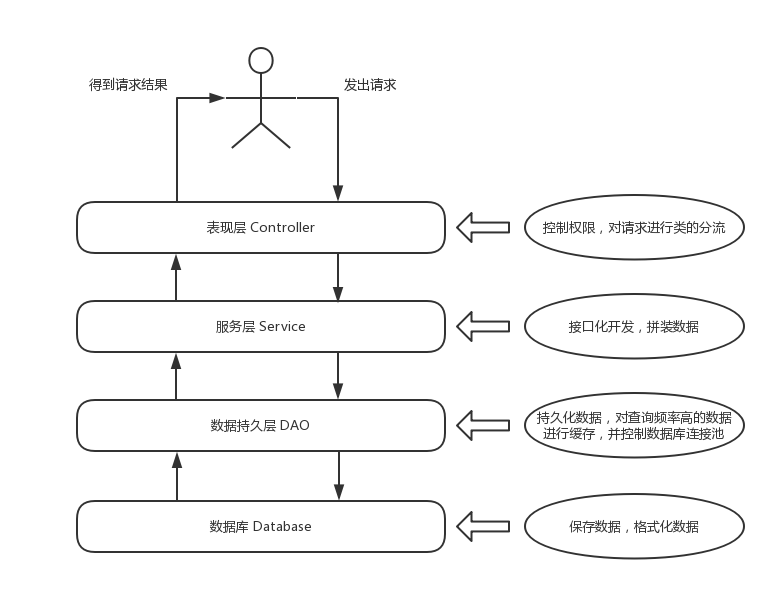 得到请求结果
发出请求
表现层 Controller
控制权限，对请求进行类的分流
服务层 Service
接口化开发，拼装数据
数据持久层 DAO
持久化数据，对查询频率高的数据
进行缓存，并控制数据库连接池
数据库 Database
保存数据，格式化数据